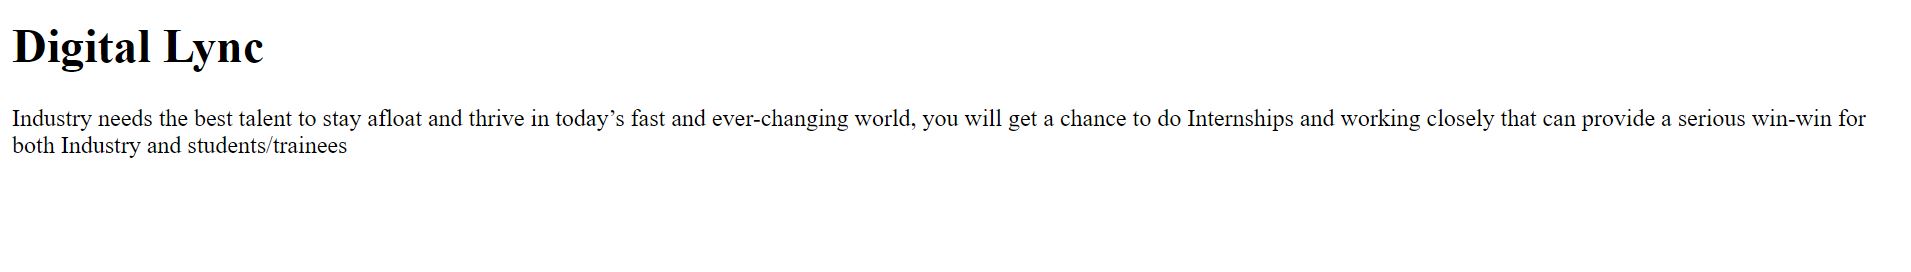 Digital Lync
Industry needs the best talent to stay afloat and thrive in today’s fast and ever-changing world, you will get a chance to do Internships and working closely that can provide a serious win-win for
both Industry and students/trainees